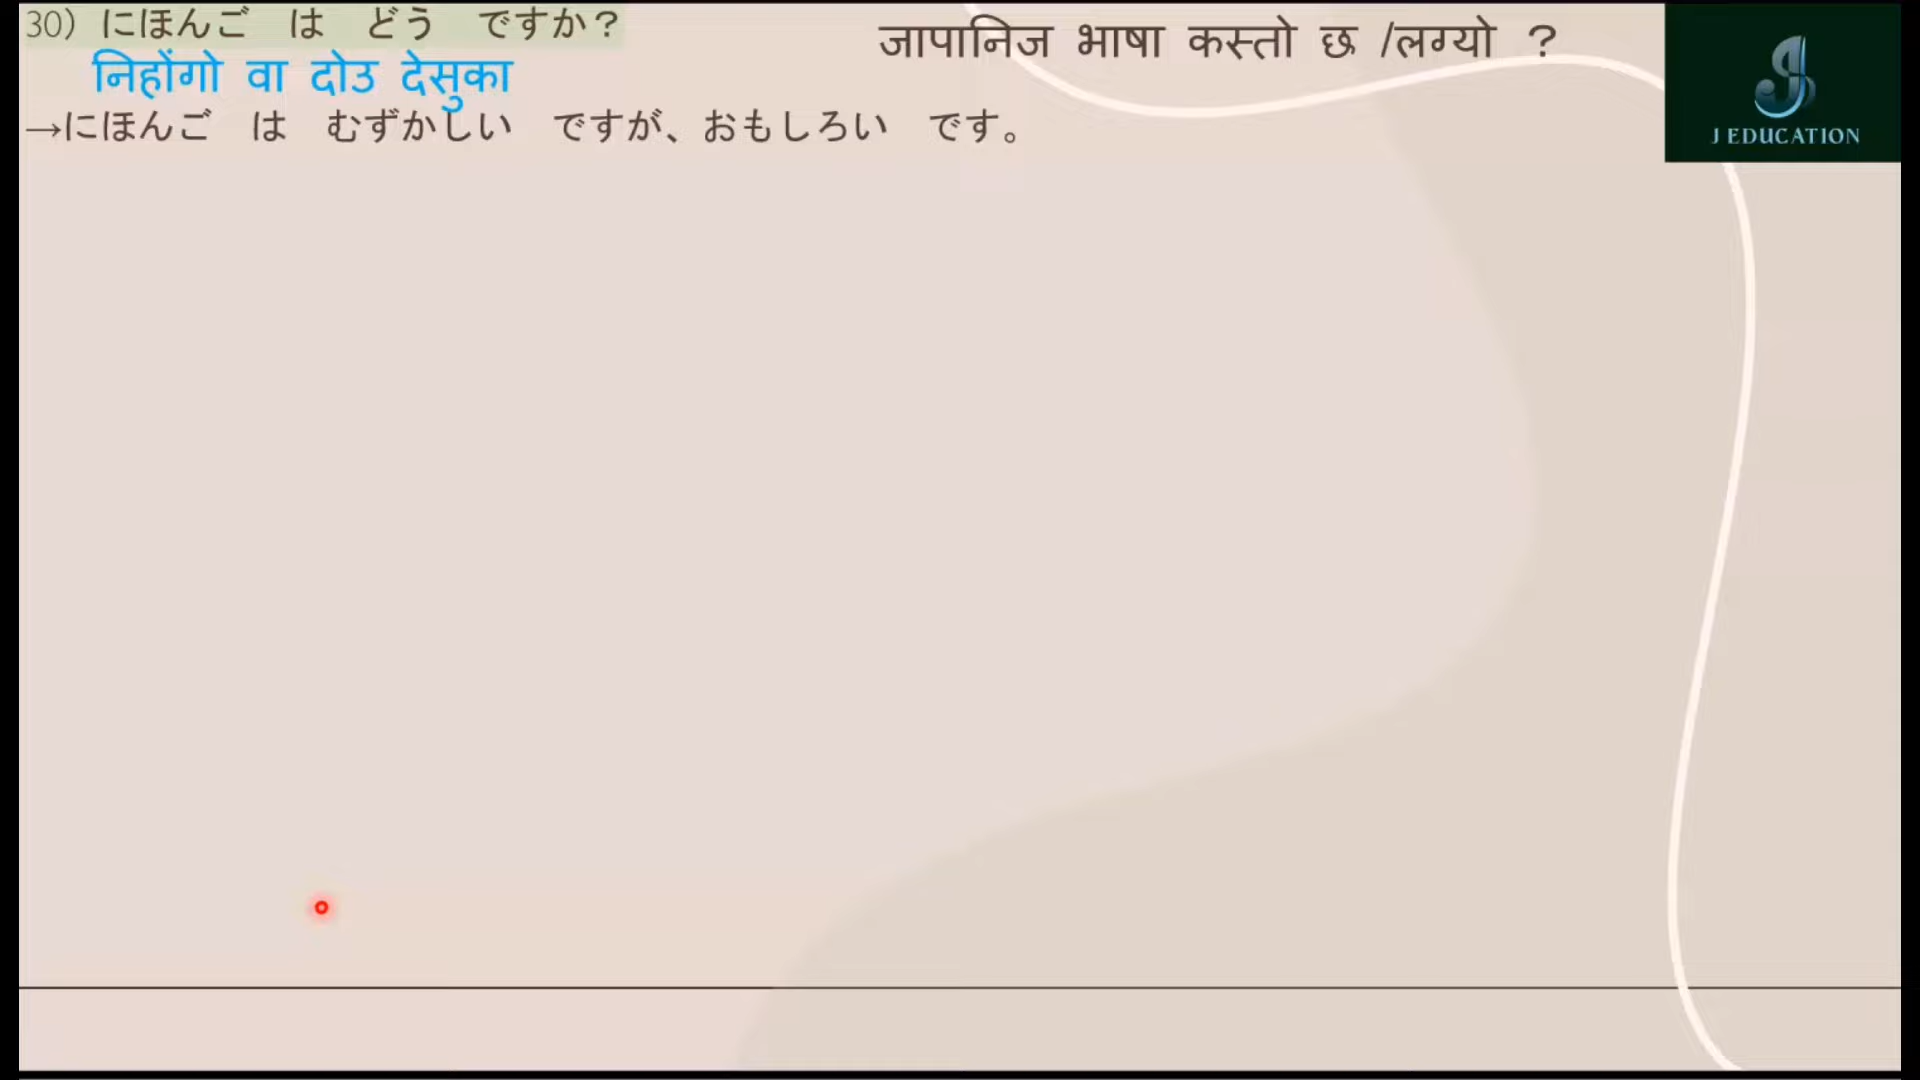 30）にほんご　は　どう　ですか？
जापानिज भाषा कस्तो छ /लग्यो ?
निहोंगो वा दोउ देसुका
→にほんご　は　むずかしい　ですが、おもしろい　です。
J EDUCATION